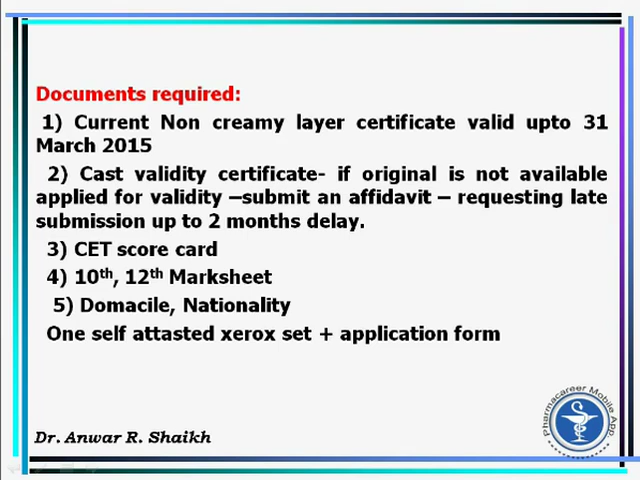 Documents required:
1) Current Non creamy layer certificate valid upto 31
March 2015
2) Cast validity certificate- if original is not available
applied for validity –submit an affidavit – requesting late
submission up to 2 months delay.
3) CET score card
4) 10th, 12th Marksheet
5) Domacile, Nationality
One self attasted xerox set + application form
Dr. Anwar R. Shaikh
Pharmacareer Mobile App